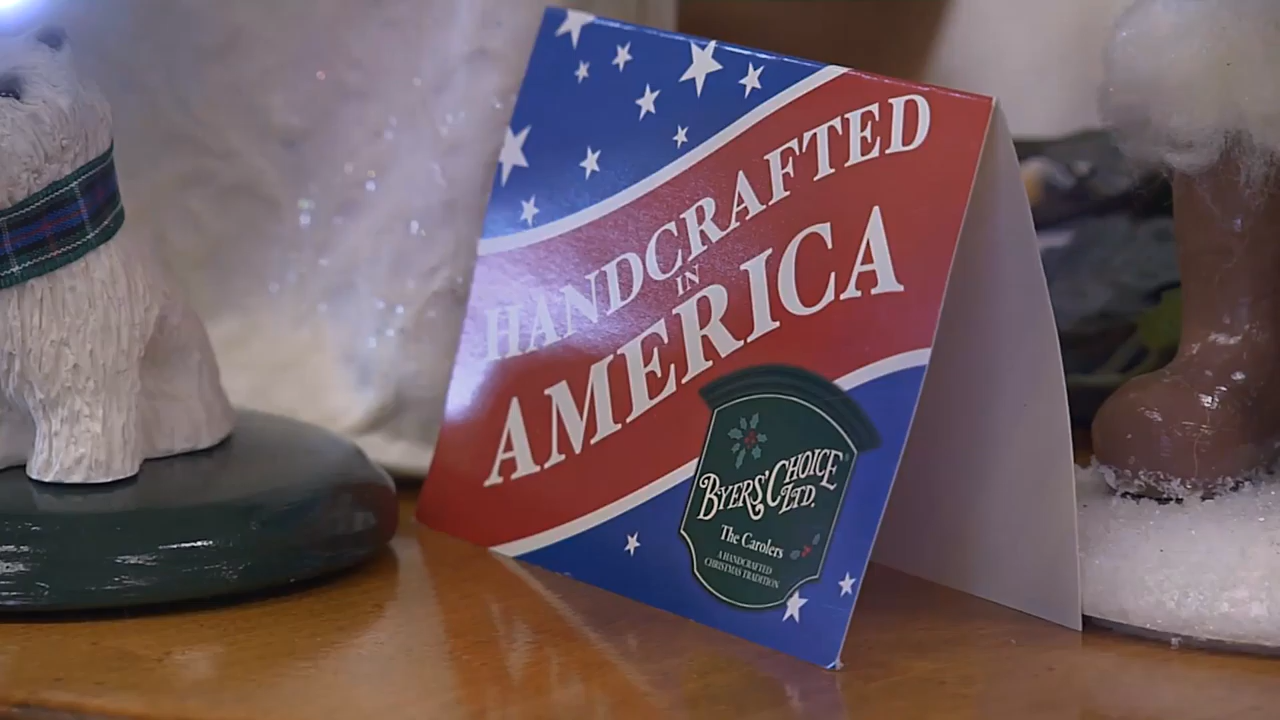 HANDCRAFTED
IN
AMERICA
BYERS' CHOICE
LTD.
The Carolers
A HANDCRAFTED
CHRISTMAS TRADITION